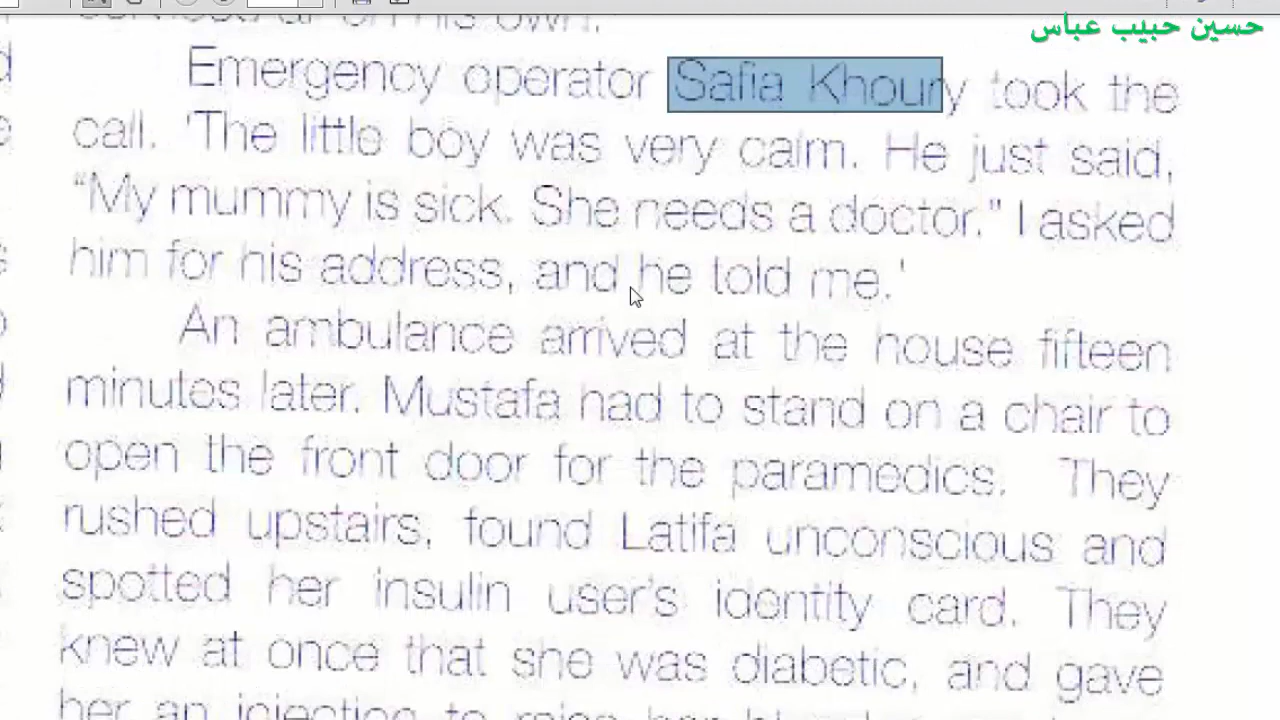 حسين حبيب عباس
on his own.
Emergency operator Safia Khoury took the
call. 'The little boy was very calm. He just said,
“My mummy is sick. She needs a doctor.” I asked
him for his address, and he told me.'
An ambulance arrived at the house fifteen
minutes later. Mustafa had to stand on a chair to
open the front door for the paramedics. They
rushed upstairs, found Latifa unconscious and
spotted her insulin user's identity card. They
knew at once that she was diabetic, and gave
her an injection to raise her